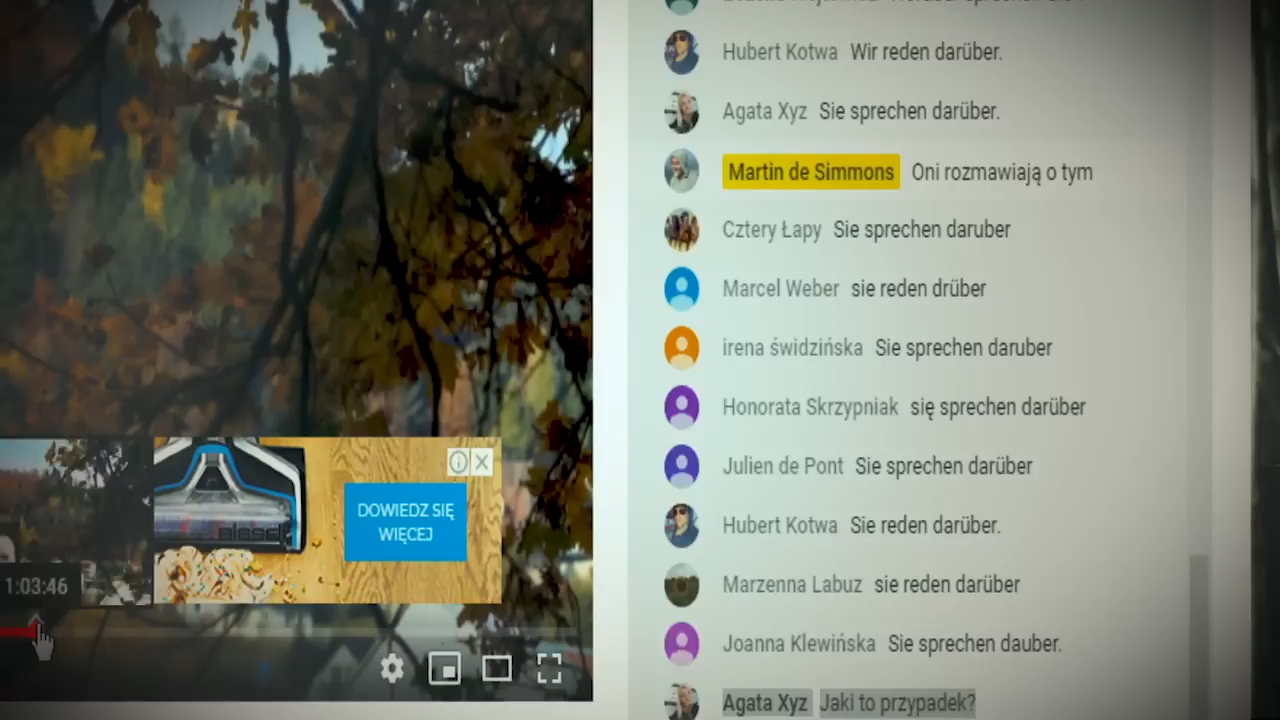 Hubert Kotwa Wir reden darüber.
Agata Xyz Sie sprechen darüber.
Martin de Simmons Oni rozmawiają o tym
Cztery Łapy Sie sprechen daruber
Marcel Weber sie reden drüber
irena świdzińska Sie sprechen daruber
Honorata Skrzypniak się sprechen darüber
Julien de Pont Sie sprechen darüber
Hubert Kotwa Sie reden darüber.
Marzenna Labuz sie reden darüber
Joanna Klewińska Sie sprechen dauber.
Agata Xyz Jaki to przypadek?
DOWIEDZ SIĘ
WIĘCEJ
1:03:46